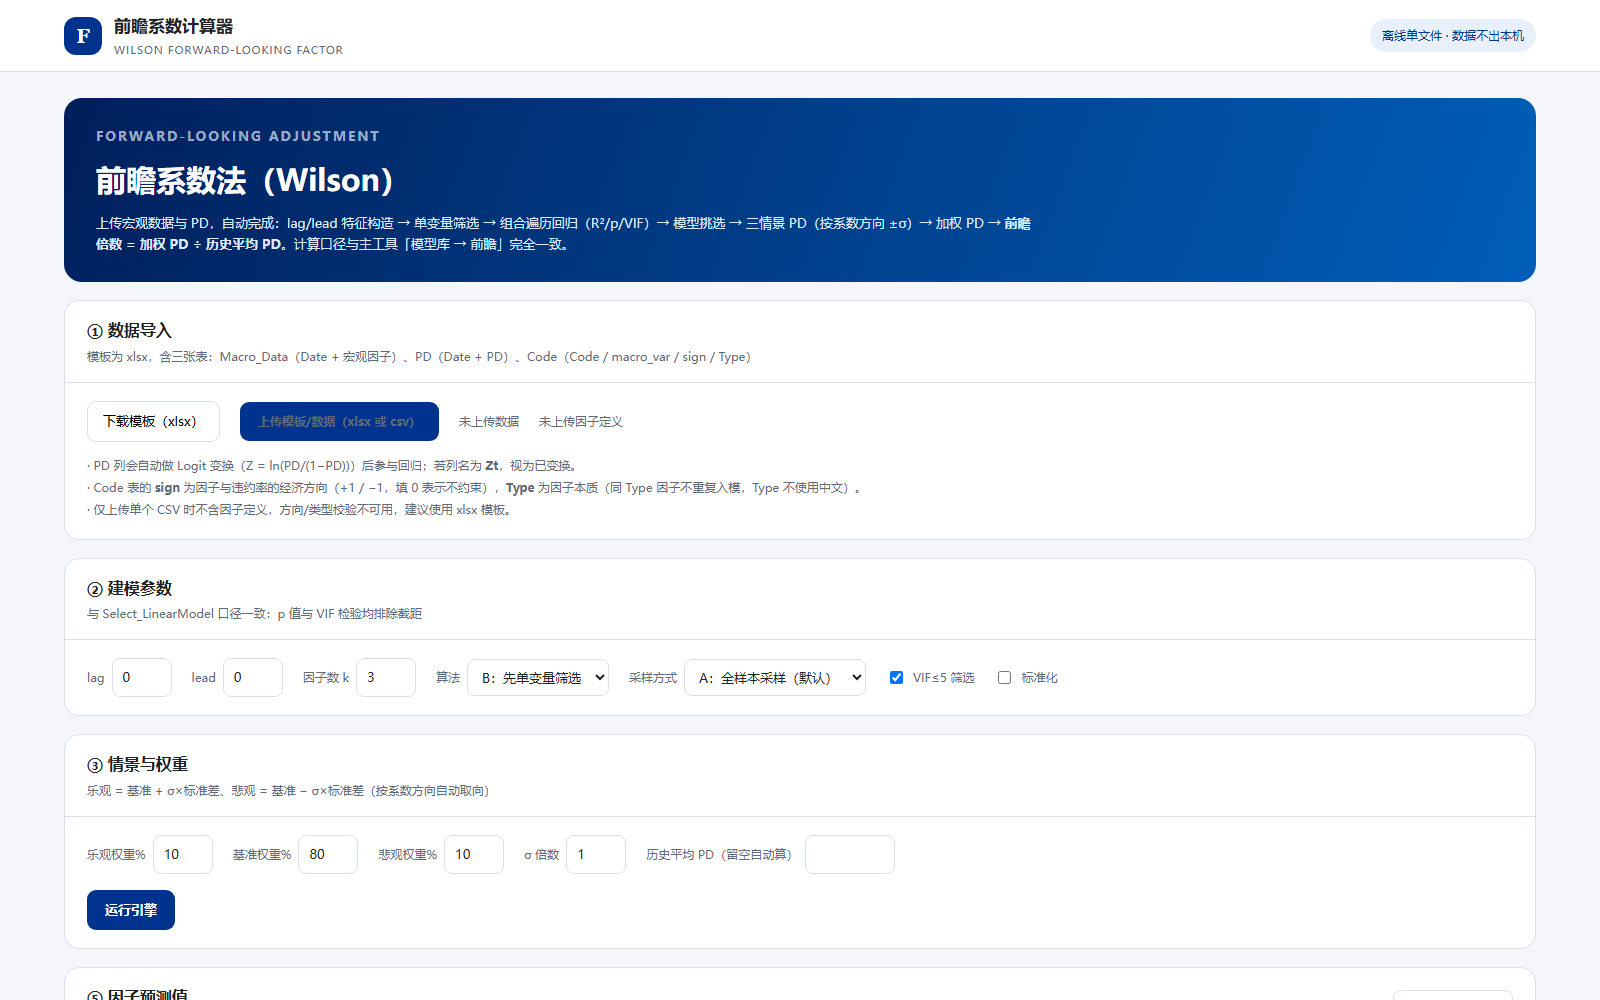 F
前瞻系数计算器
WILSON FORWARD-LOOKING FACTOR
离线单文件 · 数据不出本机
FORWARD-LOOKING ADJUSTMENT
前瞻系数法（Wilson）
上传宏观数据与 PD，自动完成：lag/lead 特征构造 → 单变量筛选 → 组合遍历回归（R²/p/VIF）→ 模型挑选 → 三情景 PD（按系数方向 ±σ）→ 加权 PD → 前瞻
倍数 = 加权 PD ÷ 历史平均 PD。计算口径与主工具「模型库 → 前瞻」完全一致。
① 数据导入
模板为 xlsx，含三张表：Macro_Data（Date + 宏观因子）、PD（Date + PD）、Code（Code / macro_var / sign / Type）
下载模板（xlsx） 上传模板/数据（xlsx 或 csv） 未上传数据 未上传因子定义
· PD 列会自动做 Logit 变换（Z = ln(PD/(1−PD))）后参与回归；若列名为 Zt，视为已变换。
· Code 表的 sign 为因子与违约率的经济方向（+1 / −1，填 0 表示不约束），Type 为因子本质（同 Type 因子不重复入模，Type 不使用中文）。
· 仅上传单个 CSV 时不含因子定义，方向/类型校验不可用，建议使用 xlsx 模板。
② 建模参数
与 Select_LinearModel 口径一致：p 值与 VIF 检验均排除截距
lag 0 lead 0 因子数 k 3 算法 B：先单变量筛选 采样方式 A：全样本采样（默认） VIF≤5 筛选 标准化
③ 情景与权重
乐观 = 基准 + σ×标准差、悲观 = 基准 − σ×标准差（按系数方向自动取向）
乐观权重% 10 基准权重% 80 悲观权重% 10 σ 倍数 1 历史平均 PD（留空自动算）
运行引擎
⑤ 因子预测值